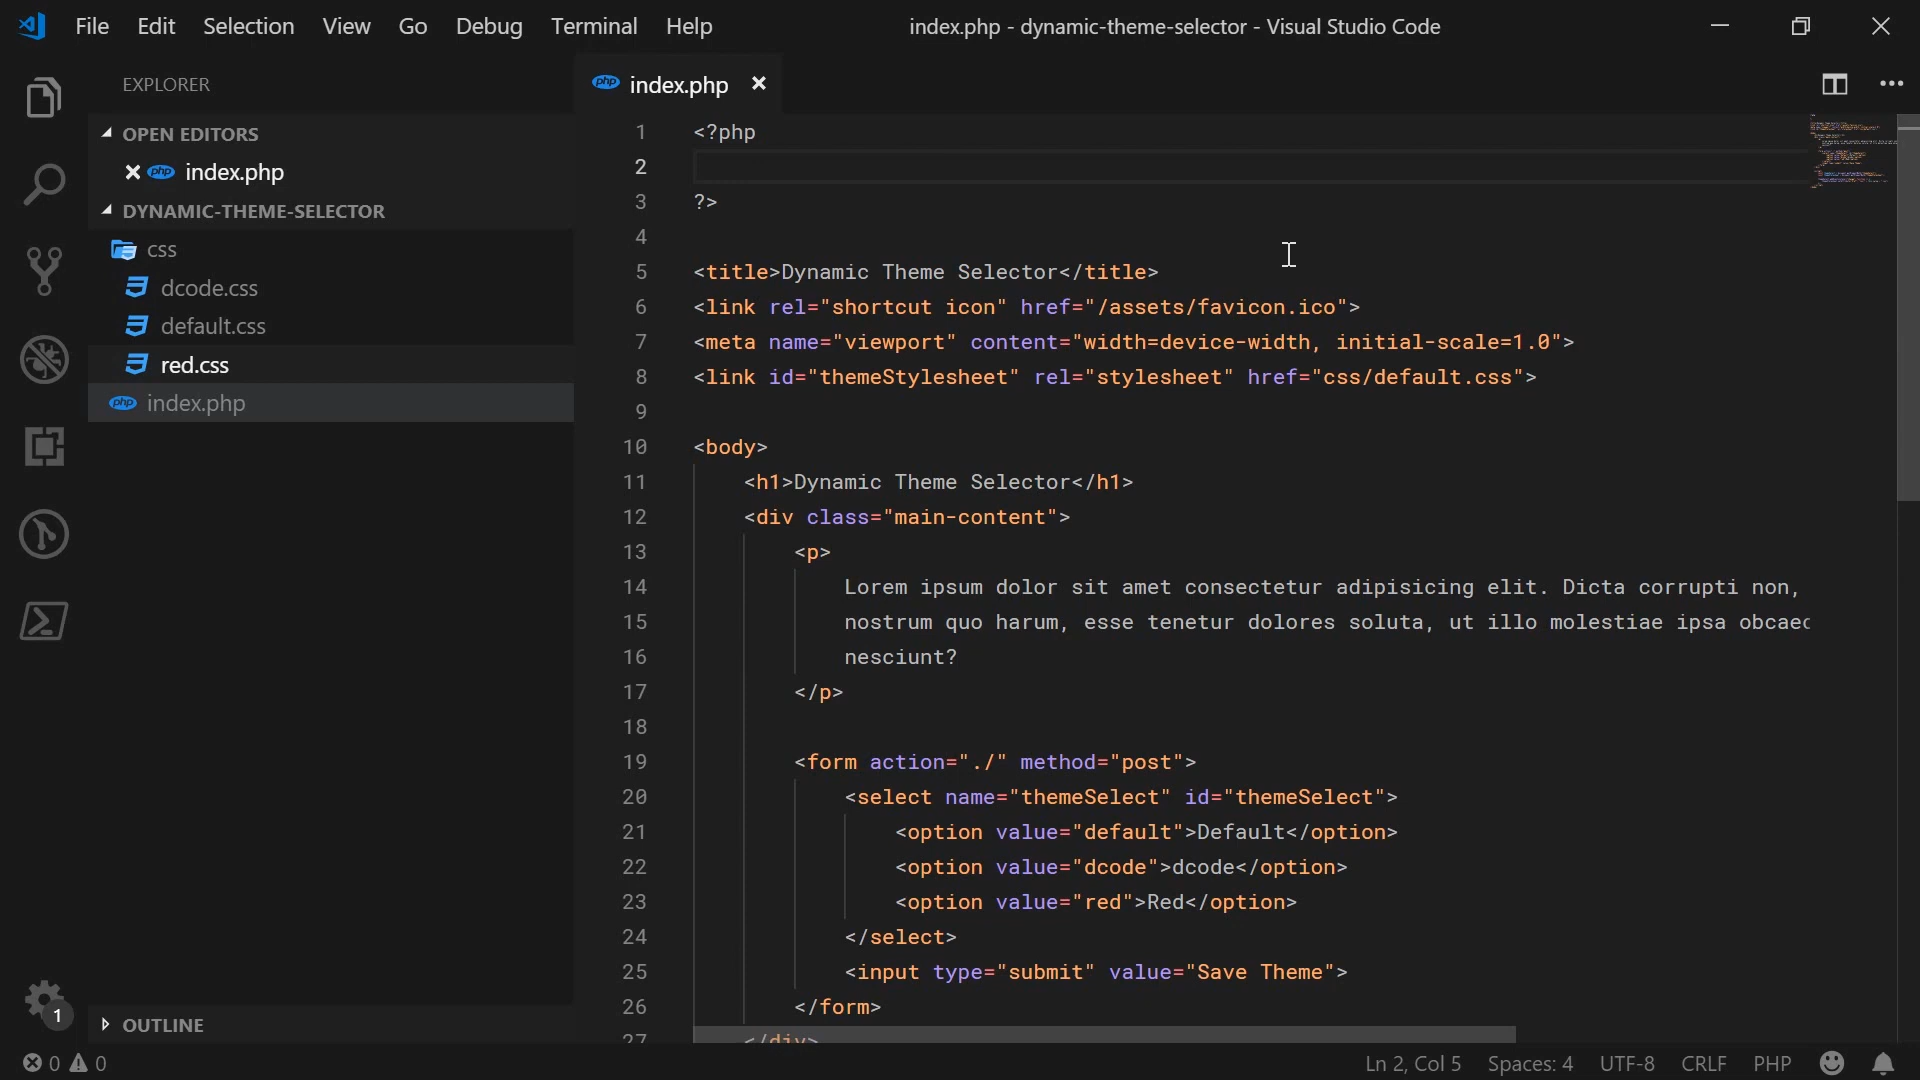 File Edit Selection View Go Debug Terminal Help
index.php - dynamic-theme-selector - Visual Studio Code
EXPLORER
OPEN EDITORS
index.php
DYNAMIC-THEME-SELECTOR
css
dcode.css
default.css
red.css
index.php
OUTLINE
1
php index.php
1 <?php
2
3 ?>
4
5 <title>Dynamic Theme Selector</title>
6 <link rel="shortcut icon" href="/assets/favicon.ico">
7 <meta name="viewport" content="width=device-width, initial-scale=1.0">
8 <link id="themeStylesheet" rel="stylesheet" href="css/default.css">
9
10 <body>
11 <h1>Dynamic Theme Selector</h1>
12 <div class="main-content">
13 <p>
14 Lorem ipsum dolor sit amet consectetur adipisicing elit. Dicta corrupti non,
15 nostrum quo harum, esse tenetur dolores soluta, ut illo molestiae ipsa obcaec
16 nesciunt?
17 </p>
18
19 <form action="./" method="post">
20 <select name="themeSelect" id="themeSelect">
21 <option value="default">Default</option>
22 <option value="dcode">dcode</option>
23 <option value="red">Red</option>
24 </select>
25 <input type="submit" value="Save Theme">
26 </form>
27 </div>
0 0
Ln 2, Col 5 Spaces: 4 UTF-8 CRLF PHP